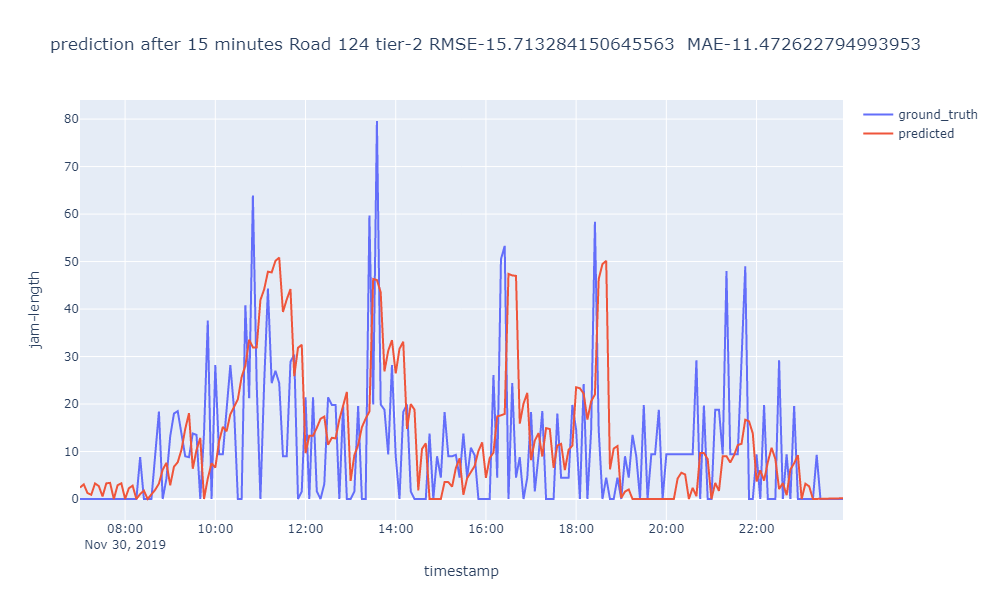 prediction after 15 minutes Road 124 tier-2 RMSE-15.713284150645563  MAE-11.472622794993953
ground_truth
predicted
80
70
60
50
40
30
20
10
0
jam-length
08:00 10:00 12:00 14:00 16:00 18:00 20:00 22:00
Nov 30, 2019
timestamp